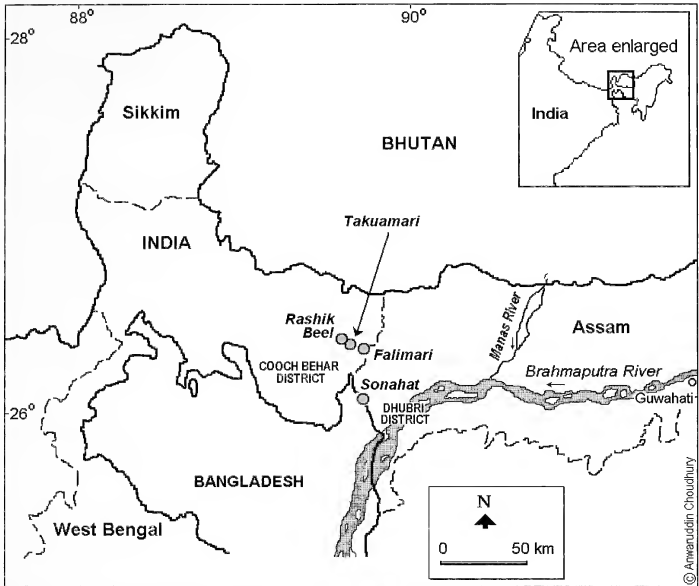 88°
90°
28°
Area enlarged
India
Sikkim
BHUTAN
Takuamari
INDIA
Rashik
Beel
Falimari
Manas River
Assam
COOCH BEHAR
DISTRICT
Sonahat
Brahmaputra River
Guwahati
26°
DHUBRI
DISTRICT
BANGLADESH
West Bengal
N
0 50 km
© Anwaruddin Choudhury